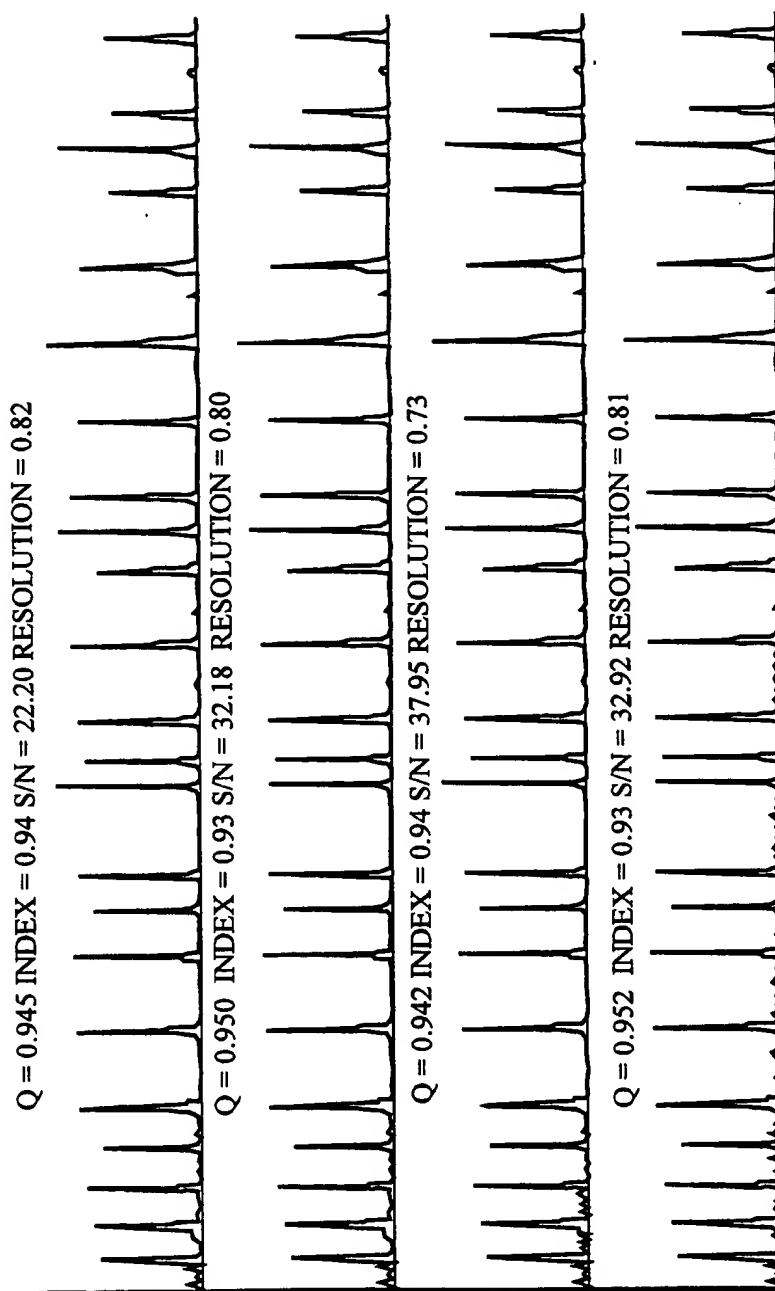 Q = 0.945 INDEX = 0.94 S/N = 22.20 RESOLUTION = 0.82
Q = 0.950 INDEX = 0.93 S/N = 32.18 RESOLUTION = 0.80
Q = 0.942 INDEX = 0.94 S/N = 37.95 RESOLUTION = 0.73
Q = 0.952 INDEX = 0.93 S/N = 32.92 RESOLUTION = 0.81